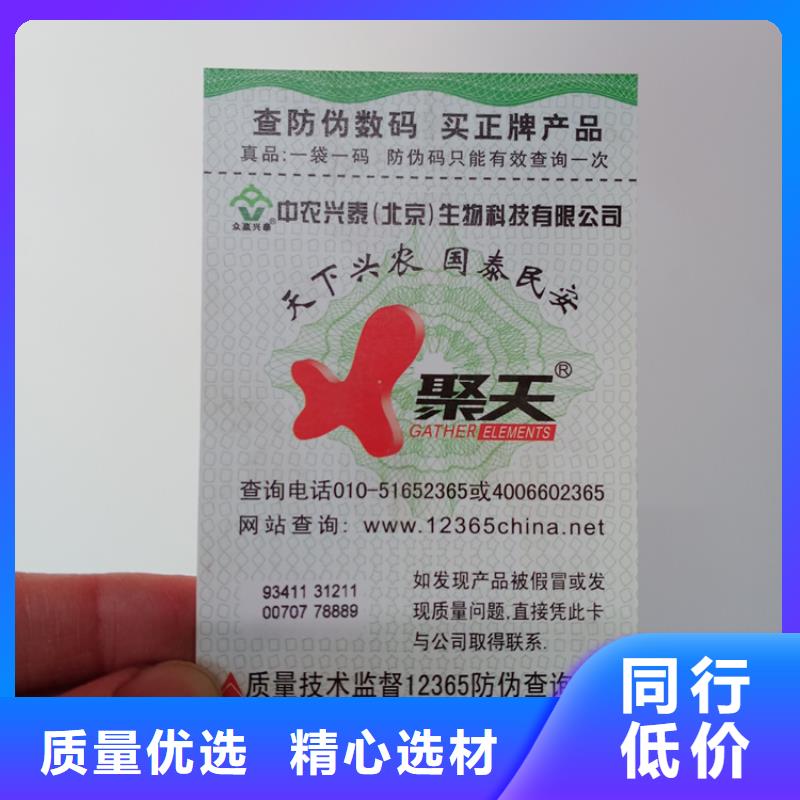 查防伪数码 买正牌产品
真品:一袋一码 防伪码只能有效查询一次
众赢兴泰®
中农兴泰(北京)生物科技有限公司
天下兴农 国泰民安
聚天®
GATHER ELEMENTS
查询电话010-51652365或4006602365
网站查询: www.12365china.net
93411 31211
00707 78889
如发现产品被假冒或发
现质量问题,直接凭此卡
与公司取得联系.
质量技术监督12365防伪查询
同行
低价
质量优选 精心选材